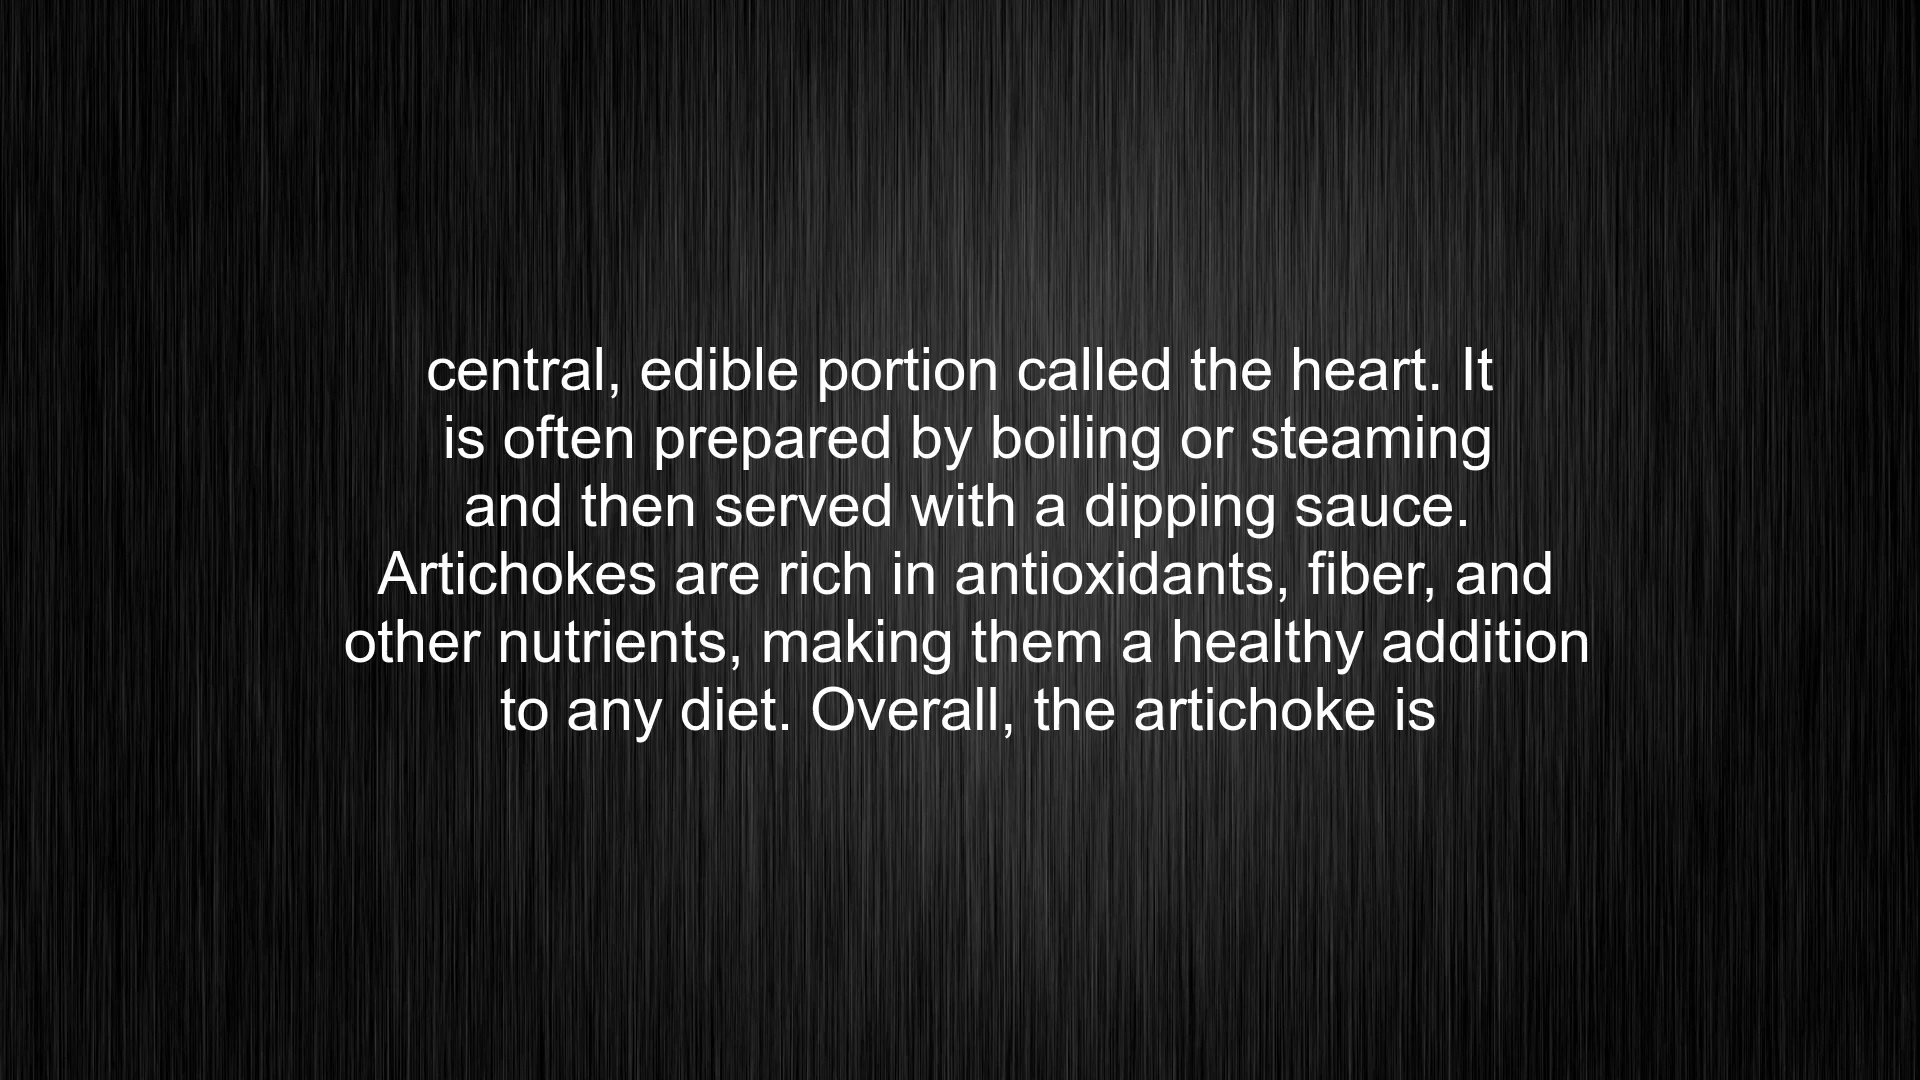 central, edible portion called the heart. It
is often prepared by boiling or steaming
and then served with a dipping sauce.
Artichokes are rich in antioxidants, fiber, and
other nutrients, making them a healthy addition
to any diet. Overall, the artichoke is